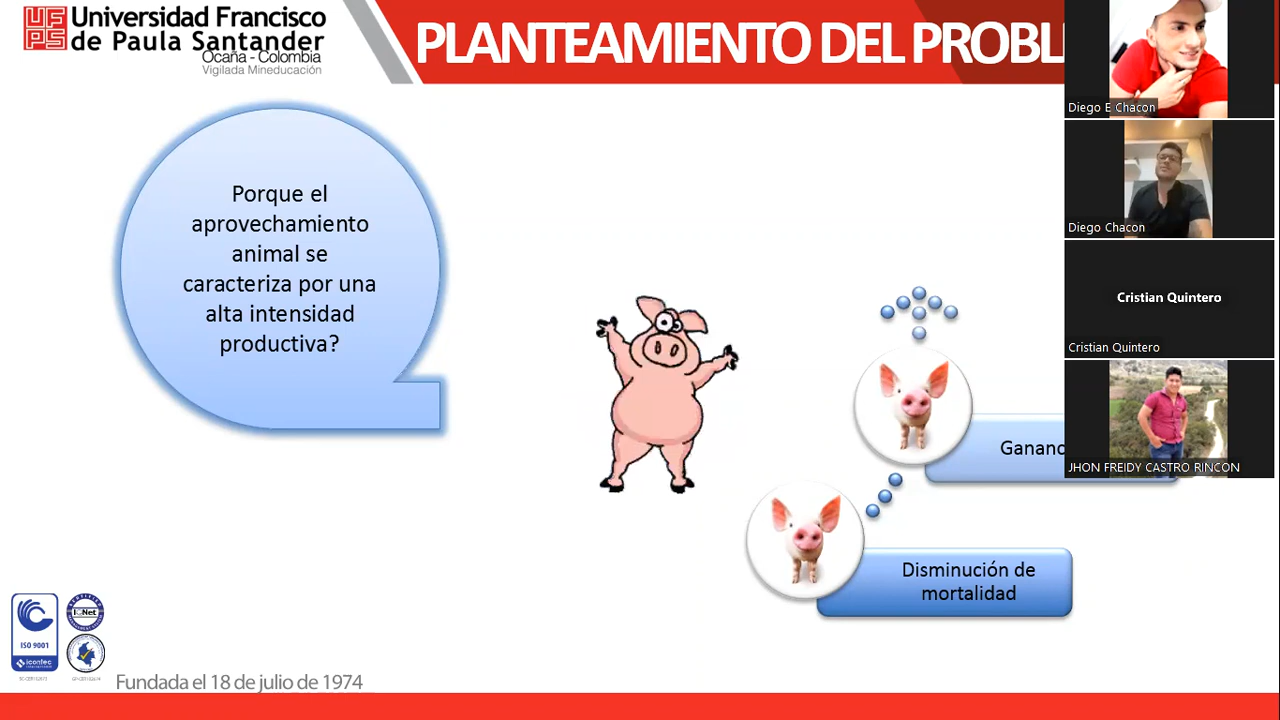 UFPS
Universidad Francisco
de Paula Santander
Ocaña - Colombia
Vigilada Mineducación
PLANTEAMIENTO DEL PROBL
Porque el
aprovechamiento
animal se
caracteriza por una
alta intensidad
productiva?
Gananc
Disminución de
mortalidad
Diego E Chacon
Diego Chacon
Cristian Quintero
Cristian Quintero
JHON FREIDY CASTRO RINCON
IQNet
ISO 9001
icontec
Fundada el 18 de julio de 1974